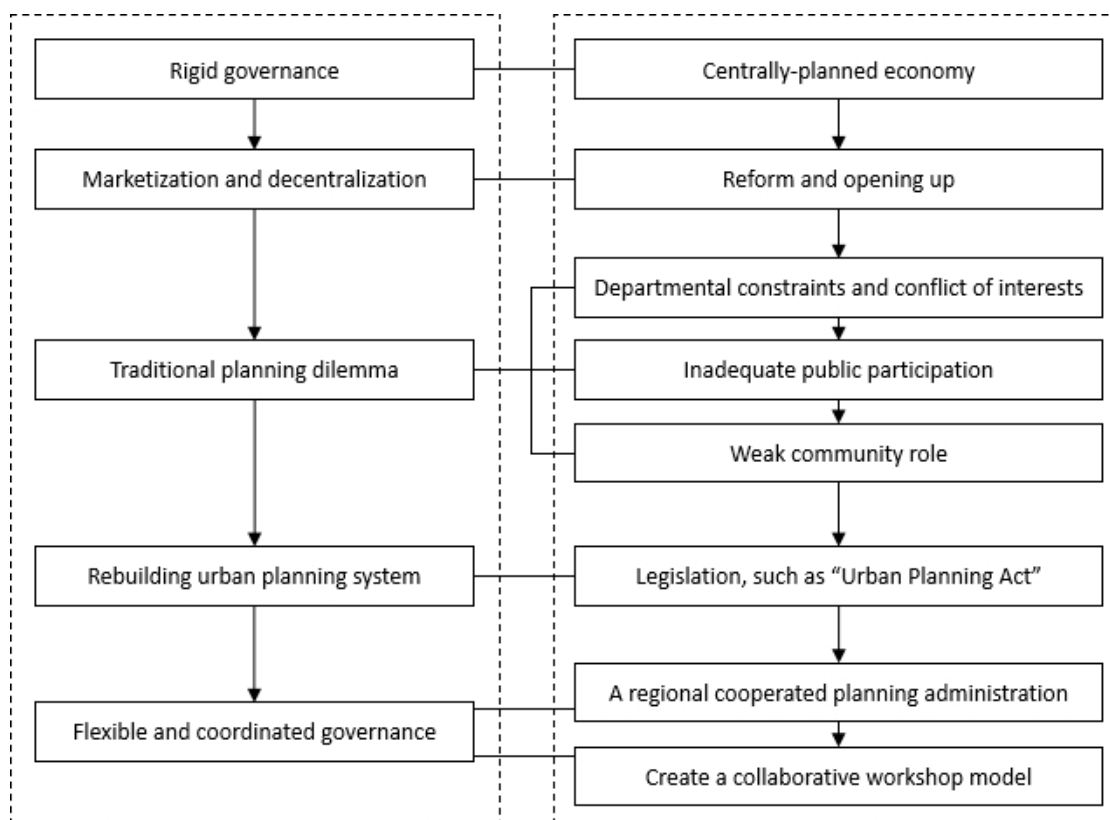 Rigid governance
Centrally-planned economy
Marketization and decentralization
Reform and opening up
Departmental constraints and conflict of interests
Traditional planning dilemma
Inadequate public participation
Weak community role
Rebuilding urban planning system
Legislation, such as “Urban Planning Act”
A regional cooperated planning administration
Flexible and coordinated governance
Create a collaborative workshop model